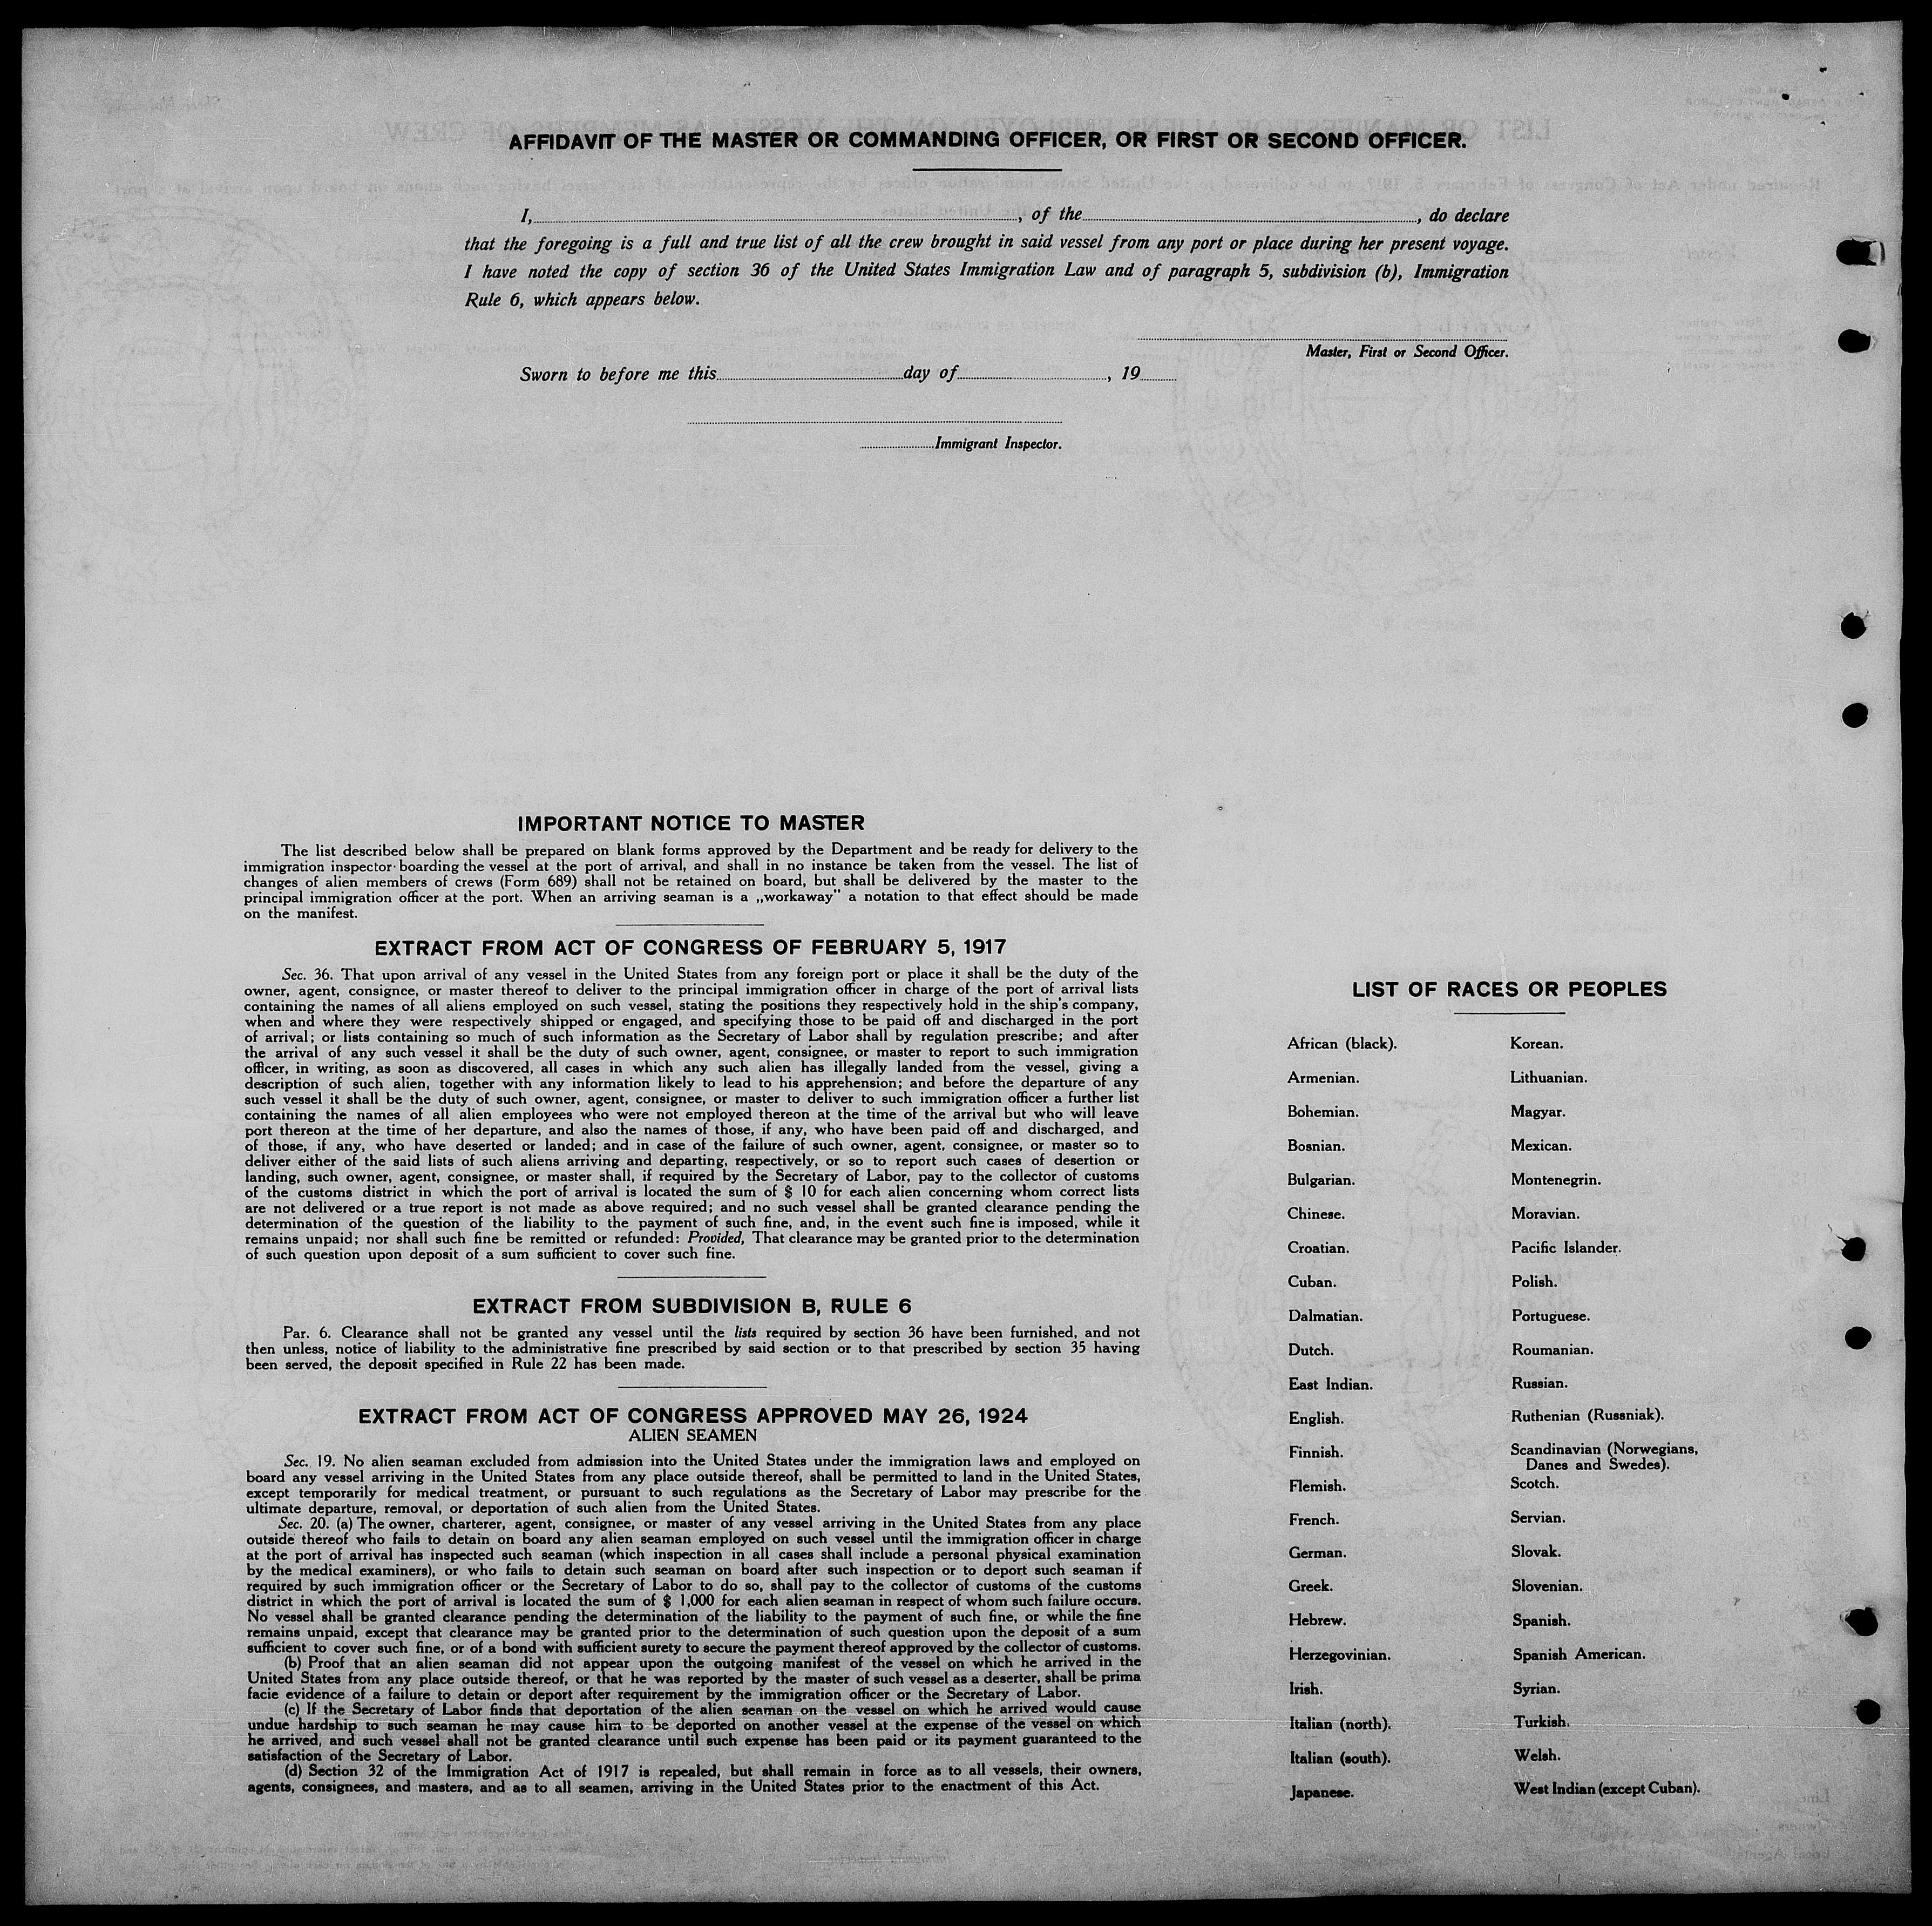 AFFIDAVIT OF THE MASTER OR COMMANDING OFFICER, OR FIRST OR SECOND OFFICER.
I, , of the , do declare
that the foregoing is a full and true list of all the crew brought in said vessel from any port or place during her present voyage.
I have noted the copy of section 36 of the United States Immigration Law and of paragraph 5, subdivision (b), Immigration
Rule 6, which appears below.
Master, First or Second Officer.
Sworn to before me this day of , 19
Immigrant Inspector.
IMPORTANT NOTICE TO MASTER
The list described below shall be prepared on blank forms approved by the Department and be ready for delivery to the
immigration inspector boarding the vessel at the port of arrival, and shall in no instance be taken from the vessel. The list of
changes of alien members of crews (Form 689) shall not be retained on board, but shall be delivered by the master to the
principal immigration officer at the port. When an arriving seaman is a „workaway” a notation to that effect should be made
on the manifest.
EXTRACT FROM ACT OF CONGRESS OF FEBRUARY 5, 1917
Sec. 36. That upon arrival of any vessel in the United States from any foreign port or place it shall be the duty of the
owner, agent, consignee, or master thereof to deliver to the principal immigration officer in charge of the port of arrival lists
containing the names of all aliens employed on such vessel, stating the positions they respectively hold in the ship's company,
when and where they were respectively shipped or engaged, and specifying those to be paid off and discharged in the port
of arrival; or lists containing so much of such information as the Secretary of Labor shall by regulation prescribe; and after
the arrival of any such vessel it shall be the duty of such owner, agent, consignee, or master to report to such immigration
officer, in writing, as soon as discovered, all cases in which any such alien has illegally landed from the vessel, giving a
description of such alien, together with any information likely to lead to his apprehension; and before the departure of any
such vessel it shall be the duty of such owner, agent, consignee, or master to deliver to such immigration officer a further list
containing the names of all alien employees who were not employed thereon at the time of the arrival but who will leave
port thereon at the time of her departure, and also the names of those, if any, who have been paid off and discharged, and
of those, if any, who have deserted or landed; and in case of the failure of such owner, agent, consignee, or master so to
deliver either of the said lists of such aliens arriving and departing, respectively, or so to report such cases of desertion or
landing, such owner, agent, consignee, or master shall, if required by the Secretary of Labor, pay to the collector of customs
of the customs district in which the port of arrival is located the sum of $ 10 for each alien concerning whom correct lists
are not delivered or a true report is not made as above required; and no such vessel shall be granted clearance pending the
determination of the question of the liability to the payment of such fine, and, in the event such fine is imposed, while it
remains unpaid; nor shall such fine be remitted or refunded: Provided, That clearance may be granted prior to the determination
of such question upon deposit of a sum sufficient to cover such fine.
EXTRACT FROM SUBDIVISION B, RULE 6
Par. 6. Clearance shall not be granted any vessel until the lists required by section 36 have been furnished, and not
then unless, notice of liability to the administrative fine prescribed by said section or to that prescribed by section 35 having
been served, the deposit specified in Rule 22 has been made.
EXTRACT FROM ACT OF CONGRESS APPROVED MAY 26, 1924
ALIEN SEAMEN
Sec. 19. No alien seaman excluded from admission into the United States under the immigration laws and employed on
board any vessel arriving in the United States from any place outside thereof, shall be permitted to land in the United States,
except temporarily for medical treatment, or pursuant to such regulations as the Secretary of Labor may prescribe for the
ultimate departure, removal, or deportation of such alien from the United States.
Sec. 20. (a) The owner, charterer, agent, consignee, or master of any vessel arriving in the United States from any place
outside thereof who fails to detain on board any alien seaman employed on such vessel until the immigration officer in charge
at the port of arrival has inspected such seaman (which inspection in all cases shall include a personal physical examination
by the medical examiners), or who fails to detain such seaman on board after such inspection or to deport such seaman if
required by such immigration officer or the Secretary of Labor to do so, shall pay to the collector of customs of the customs
district in which the port of arrival is located the sum of $ 1,000 for each alien seaman in respect of whom such failure occurs.
No vessel shall be granted clearance pending the determination of the liability to the payment of such fine, or while the fine
remains unpaid, except that clearance may be granted prior to the determination of such question upon the deposit of a sum
sufficient to cover such fine, or of a bond with sufficient surety to secure the payment thereof approved by the collector of customs.
(b) Proof that an alien seaman did not appear upon the outgoing manifest of the vessel on which he arrived in the
United States from any place outside thereof, or that he was reported by the master of such vessel as a deserter, shall be prima
facie evidence of a failure to detain or deport after requirement by the immigration officer or the Secretary of Labor.
(c) If the Secretary of Labor finds that deportation of the alien seaman on the vessel on which he arrived would cause
undue hardship to such seaman he may cause him to be deported on another vessel at the expense of the vessel on which
he arrived, and such vessel shall not be granted clearance until such expense has been paid or its payment guaranteed to the
satisfaction of the Secretary of Labor.
(d) Section 32 of the Immigration Act of 1917 is repealed, but shall remain in force as to all vessels, their owners,
agents, consignees, and masters, and as to all seamen, arriving in the United States prior to the enactment of this Act.
LIST OF RACES OR PEOPLES
African (black).
Armenian.
Bohemian.
Bosnian.
Bulgarian.
Chinese.
Croatian.
Cuban.
Dalmatian.
Dutch.
East Indian.
English.
Finnish.
Flemish.
French.
German.
Greek.
Hebrew.
Herzegovinian.
Irish.
Italian (north).
Italian (south).
Japanese.
Korean.
Lithuanian.
Magyar.
Mexican.
Montenegrin.
Moravian.
Pacific Islander.
Polish.
Portuguese.
Roumanian.
Russian.
Ruthenian (Russniak).
Scandinavian (Norwegians,
Danes and Swedes).
Scotch.
Servian.
Slovak.
Slovenian.
Spanish.
Spanish American.
Syrian.
Turkish.
Welsh.
West Indian (except Cuban).